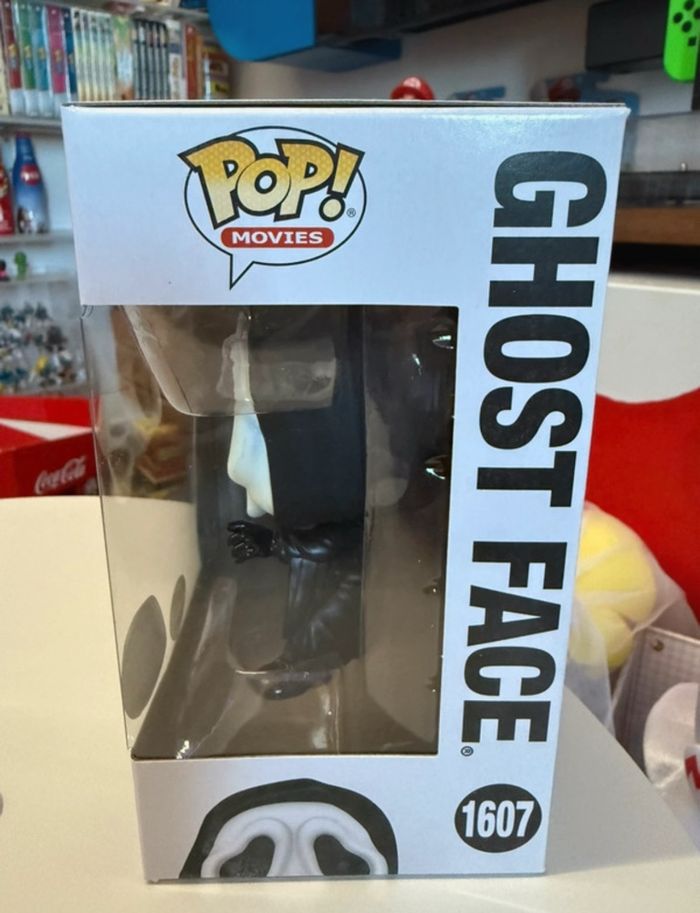 POP!®
MOVIES
GHOST FACE®
1607
Coca-Cola